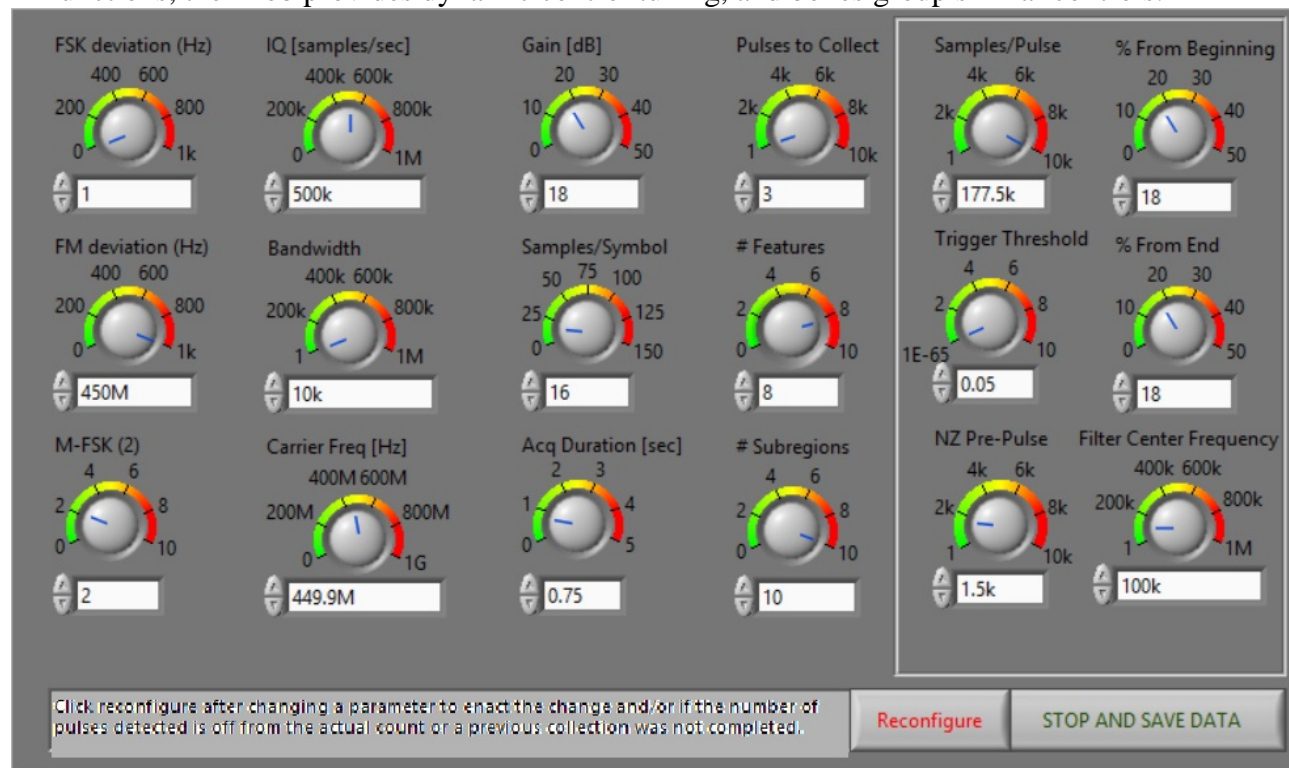 functions, the
FSK deviation (Hz)
400 600
200 800
0 1k
1
IQ [samples/sec]
400k 600k
200k 800k
0 1M
500k
Gain [dB]
20 30
10 40
0 50
18
Pulses to Collect
4k 6k
2k 8k
1 10k
3
Samples/Pulse
4k 6k
2k 8k
1 10k
177.5k
% From Beginning
20 30
10 40
0 50
18
FM deviation (Hz)
400 600
200 800
0 1k
450M
Bandwidth
400k 600k
200k 800k
1 1M
10k
Samples/Symbol
50 75 100
25 125
0 150
16
# Features
4 6
2 8
0 10
8
Trigger Threshold
4 6
2 8
1E-65 10
0.05
% From End
20 30
10 40
0 50
18
M-FSK (2)
4 6
2 8
0 10
2
Carrier Freq [Hz]
400M 600M
200M 800M
0 1G
449.9M
Acq Duration [sec]
2 3
1 4
0 5
0.75
# Subregions
4 6
2 8
0 10
10
NZ Pre-Pulse
4k 6k
2k 8k
1 10k
1.5k
Filter Center Frequency
400k 600k
200k 800k
1 1M
100k
Click reconfigure after changing a parameter to enact the change and/or if the number of
pulses detected is off from the actual count or a previous collection was not completed.
Reconfigure
STOP AND SAVE DATA